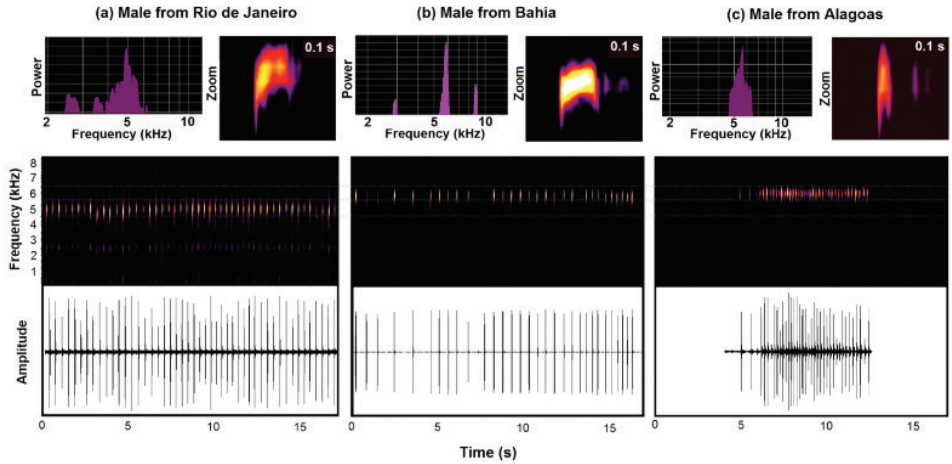 (a) Male from Rio de Janeiro
(b) Male from Bahia
(c) Male from Alagoas
Power
2 5 10
Frequency (kHz)
Zoom
0.1 s
Power
2 5 10
Frequency (kHz)
Zoom
0.1 s
Power
2 5 10
Frequency (kHz)
Zoom
0.1 s
Frequency (kHz)
8
7
6
5
4
3
2
1
Amplitude
0 5 10 15
0 5 10 15
0 5 10 15
Time (s)